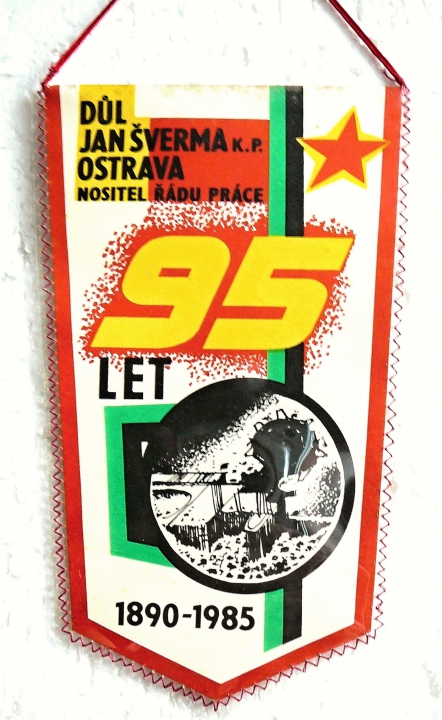 DŮL
JAN ŠVERMA K.P.
OSTRAVA
NOSITEL ŘÁDU PRÁCE
95
LET
1890-1985